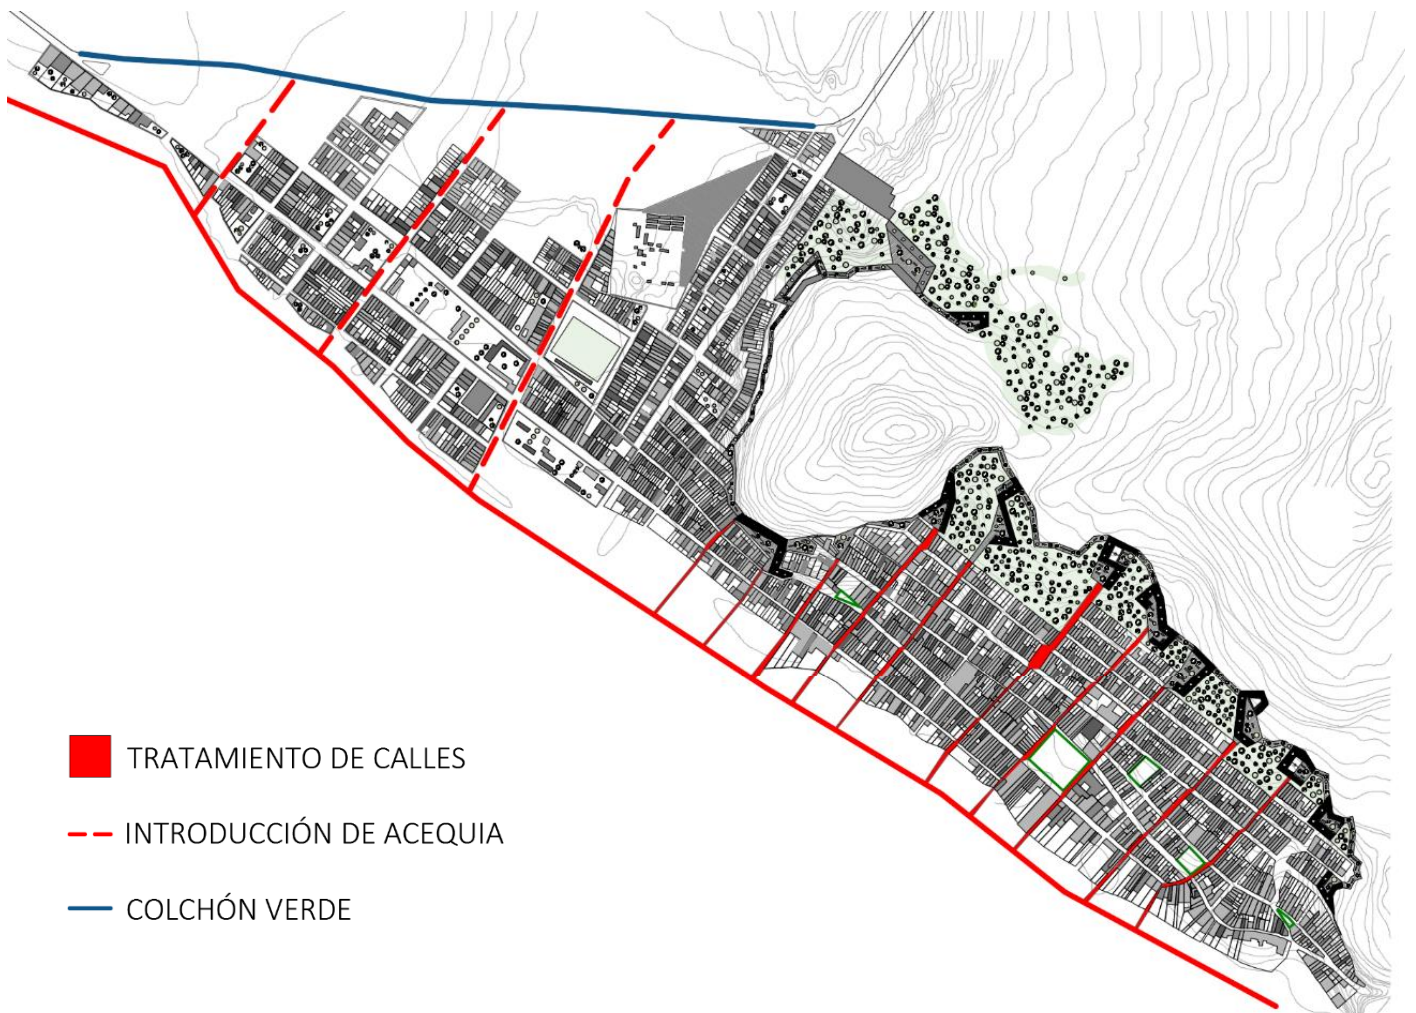 TRATAMIENTO DE CALLES
INTRODUCCIÓN DE ACEQUIA
COLCHÓN VERDE